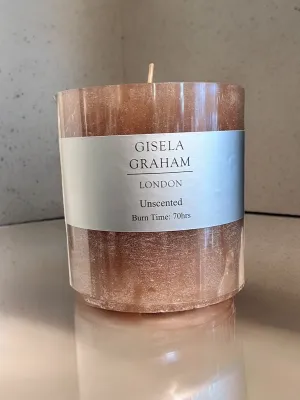 GISELA
GRAHAM
LONDON
Unscented
Burn Time: 70hrs